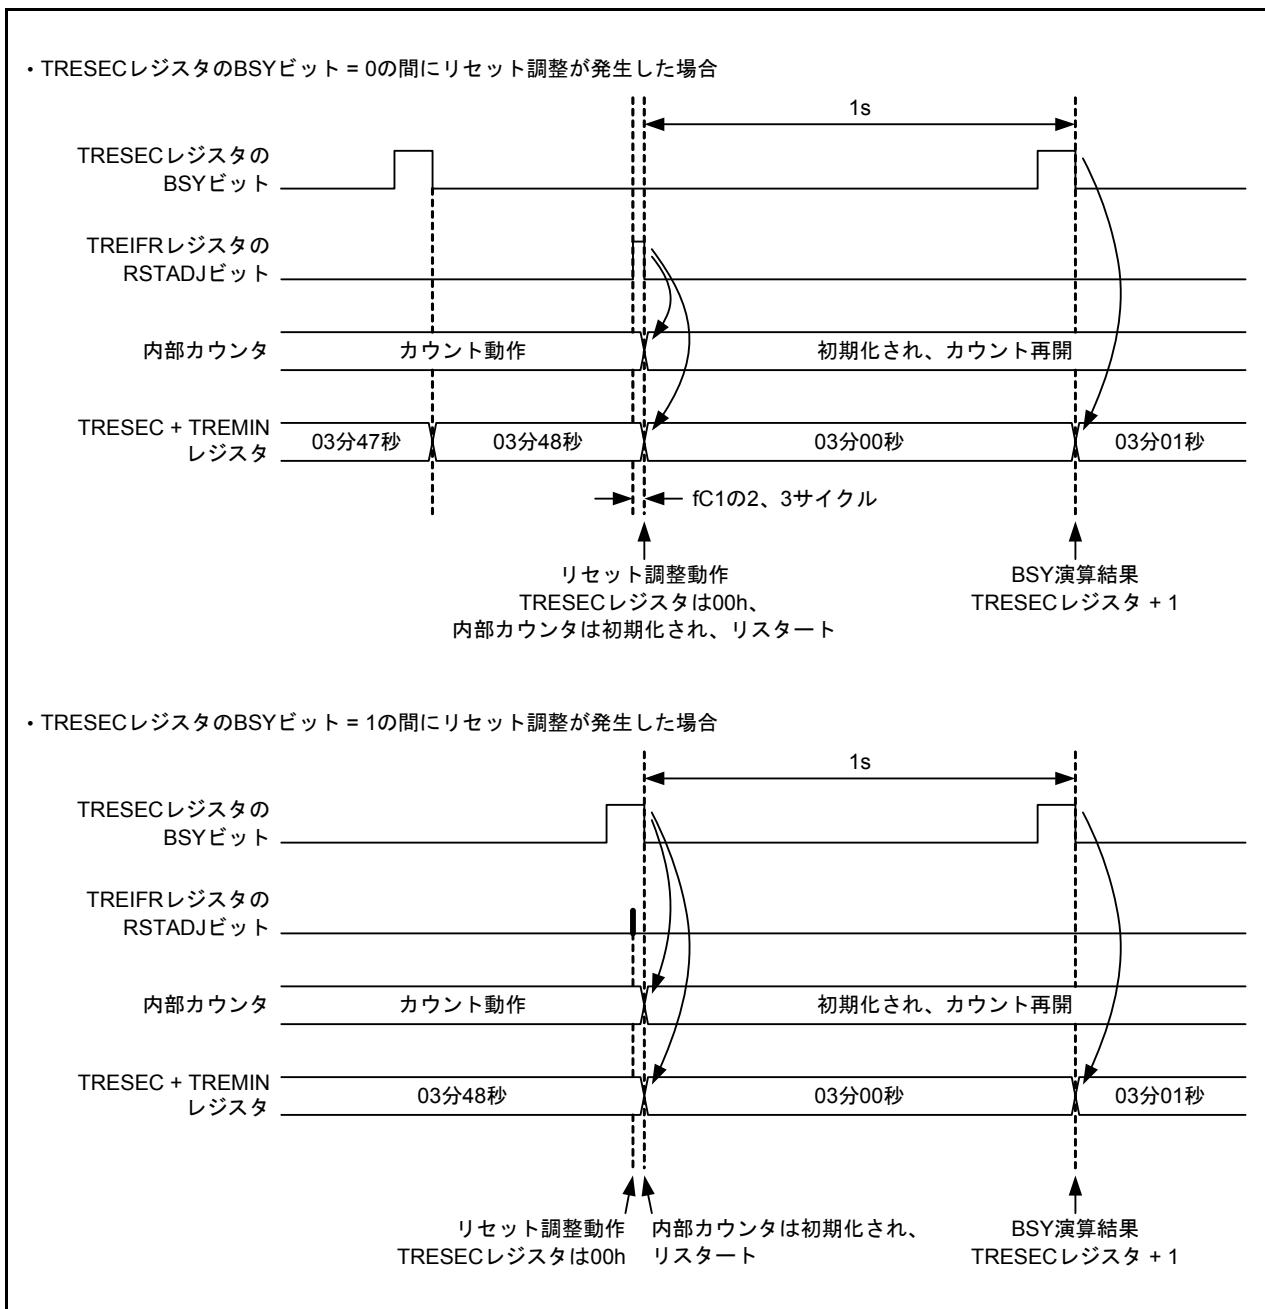 ・TRESECレジスタのBSYビット = 0の間にリセット調整が発生した場合
1s
TRESECレジスタの
BSYビット
TREIFRレジスタの
RSTADJビット
内部カウンタ
カウント動作
初期化され、カウント再開
TRESEC + TREMIN
レジスタ
03分47秒
03分48秒
03分00秒
03分01秒
fC1の2、3サイクル
リセット調整動作
TRESECレジスタは00h、
内部カウンタは初期化され、リスタート
BSY演算結果
TRESECレジスタ + 1
・TRESECレジスタのBSYビット = 1の間にリセット調整が発生した場合
1s
TRESECレジスタの
BSYビット
TREIFRレジスタの
RSTADJビット
内部カウンタ
カウント動作
初期化され、カウント再開
TRESEC + TREMIN
レジスタ
03分48秒
03分00秒
03分01秒
リセット調整動作
TRESECレジスタは00h
内部カウンタは初期化され、
リスタート
BSY演算結果
TRESECレジスタ + 1